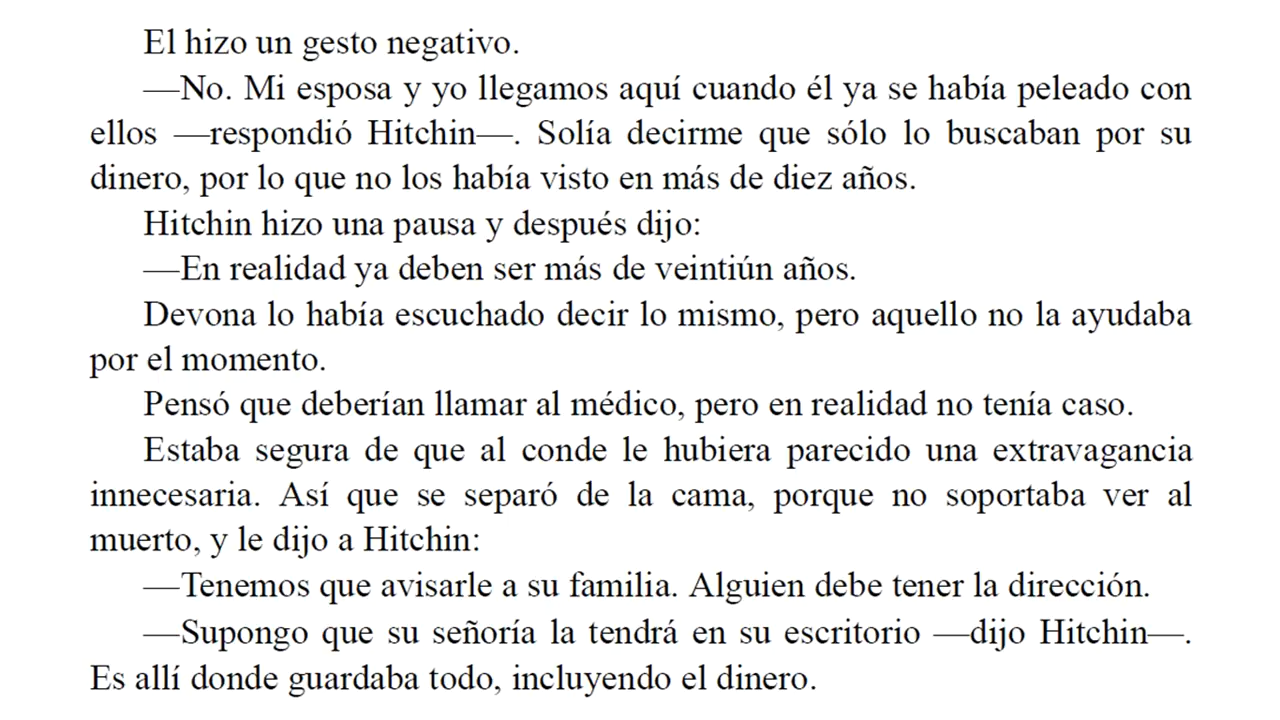 El hizo un gesto negativo.
—No. Mi esposa y yo llegamos aquí cuando él ya se había peleado con
ellos —respondió Hitchin—. Solía decirme que sólo lo buscaban por su
dinero, por lo que no los había visto en más de diez años.
Hitchin hizo una pausa y después dijo:
—En realidad ya deben ser más de veintiún años.
Devona lo había escuchado decir lo mismo, pero aquello no la ayudaba
por el momento.
Pensó que deberían llamar al médico, pero en realidad no tenía caso.
Estaba segura de que al conde le hubiera parecido una extravagancia
innecesaria. Así que se separó de la cama, porque no soportaba ver al
muerto, y le dijo a Hitchin:
—Tenemos que avisarle a su familia. Alguien debe tener la dirección.
—Supongo que su señoría la tendrá en su escritorio —dijo Hitchin—.
Es allí donde guardaba todo, incluyendo el dinero.